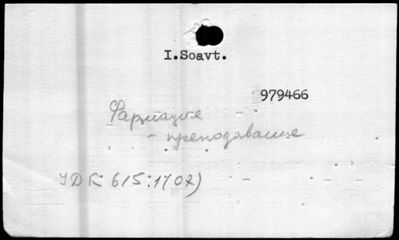 I.Soavt.
979466
Фармация
- преподавание
УДК 615:1(07)